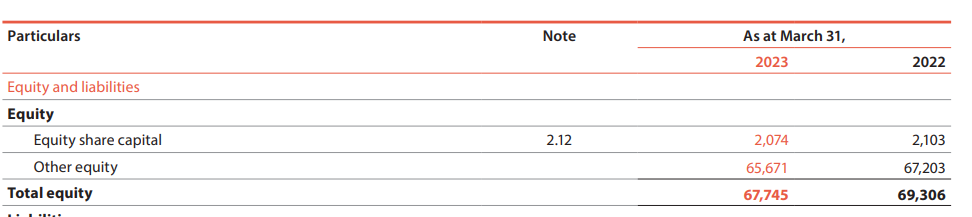 Particulars Note As at March 31,
2023 2022
Equity and liabilities
Equity
Equity share capital 2.12 2,074 2,103
Other equity 65,671 67,203
Total equity 67,745 69,306